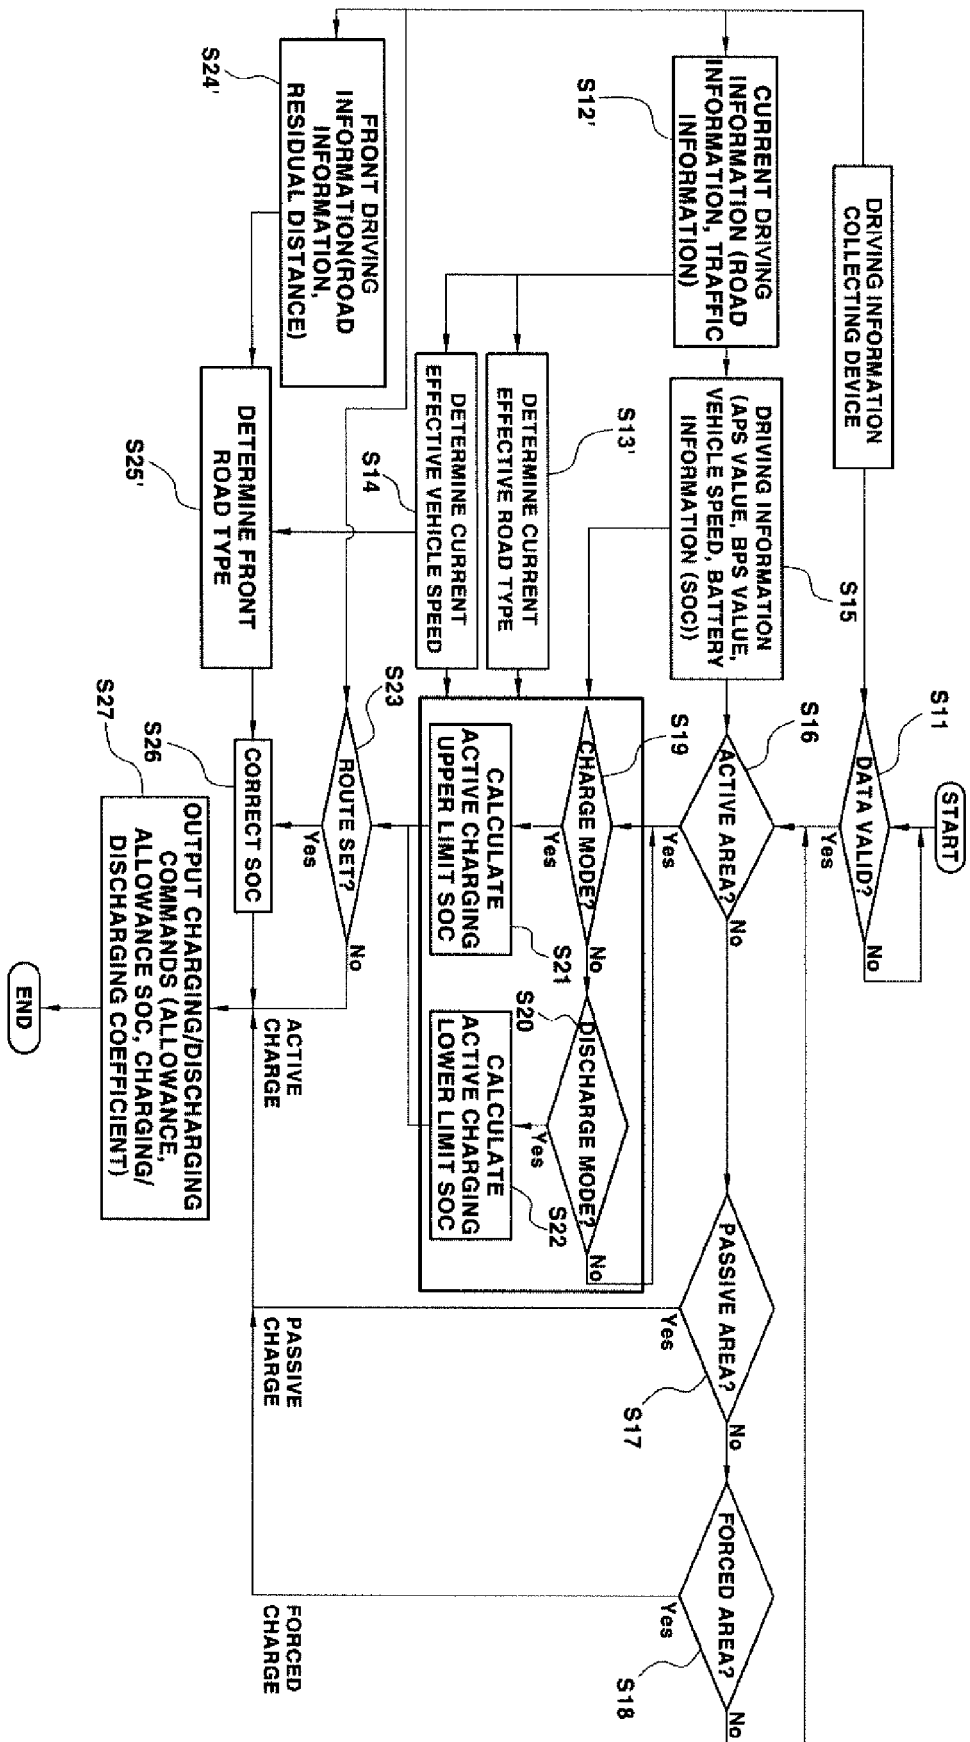 START
S11
DATA VALID?
No
Yes
DRIVING INFORMATION
COLLECTING DEVICE
S12'
CURRENT DRIVING
INFORMATION (ROAD
INFORMATION, TRAFFIC
INFORMATION)
S15
DRIVING INFORMATION
(APS VALUE, BPS VALUE,
VEHICLE SPEED, BATTERY
INFORMATION (SOC))
S16
ACTIVE AREA?
No
Yes
PASSIVE AREA?
S17
No
Yes
FORCED AREA?
S18
No
Yes
S13'
DETERMINE CURRENT
EFFECTIVE ROAD TYPE
DETERMINE CURRENT
EFFECTIVE VEHICLE SPEED
S14
S19
CHARGE MODE?
No
Yes
S20
DISCHARGE MODE?
No
Yes
CALCULATE
ACTIVE CHARGING
UPPER LIMIT SOC
S21
CALCULATE
ACTIVE CHARGING
LOWER LIMIT SOC
S22
S23
ROUTE SET?
No
Yes
S24'
FRONT DRIVING
INFORMATION(ROAD
INFORMATION,
RESIDUAL DISTANCE)
DETERMINE FRONT
ROAD TYPE
S25'
CORRECT SOC
S26
ACTIVE
CHARGE
PASSIVE
CHARGE
FORCED
CHARGE
S27
OUTPUT CHARGING/DISCHARGING
COMMANDS (ALLOWANCE,
ALLOWANCE SOC, CHARGING/
DISCHARGING COEFFICIENT)
END